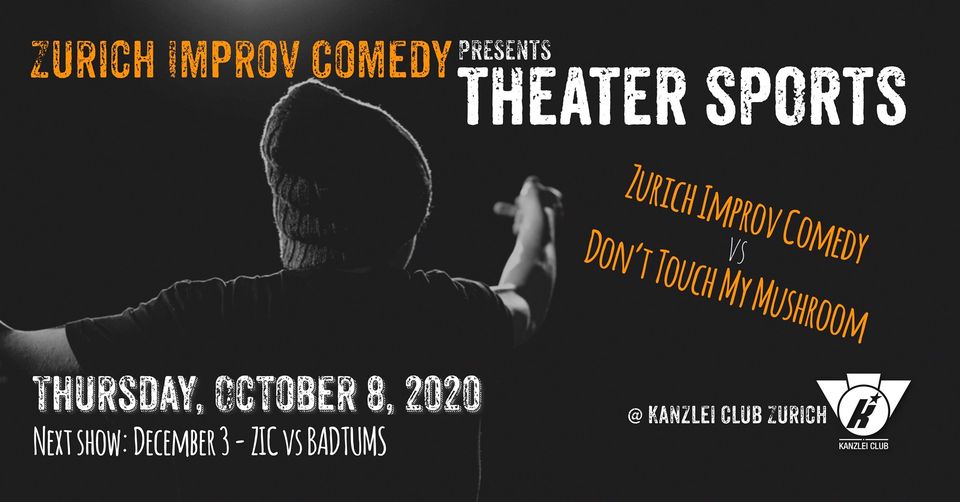 ZURICH IMPROV COMEDY PRESENTS
THEATER SPORTS
ZURICH IMPROV COMEDY
VS
DON'T TOUCH MY MUSHROOM
THURSDAY, OCTOBER 8, 2020
NEXT SHOW: DECEMBER 3 - ZIC VS BADTUMS
@ KANZLEI CLUB ZURICH
K
KANZLEI CLUB